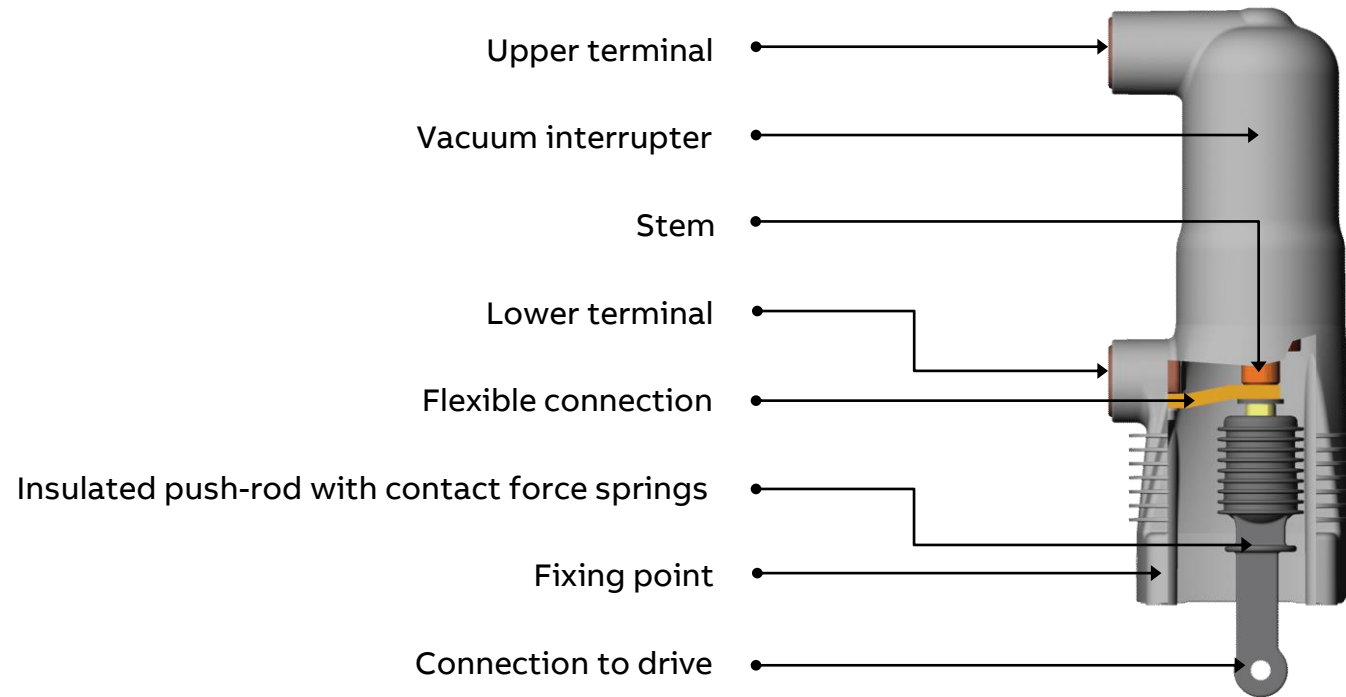 Upper terminal
Vacuum interrupter
Stem
Lower terminal
Flexible connection
Insulated push-rod with contact force springs
Fixing point
Connection to drive